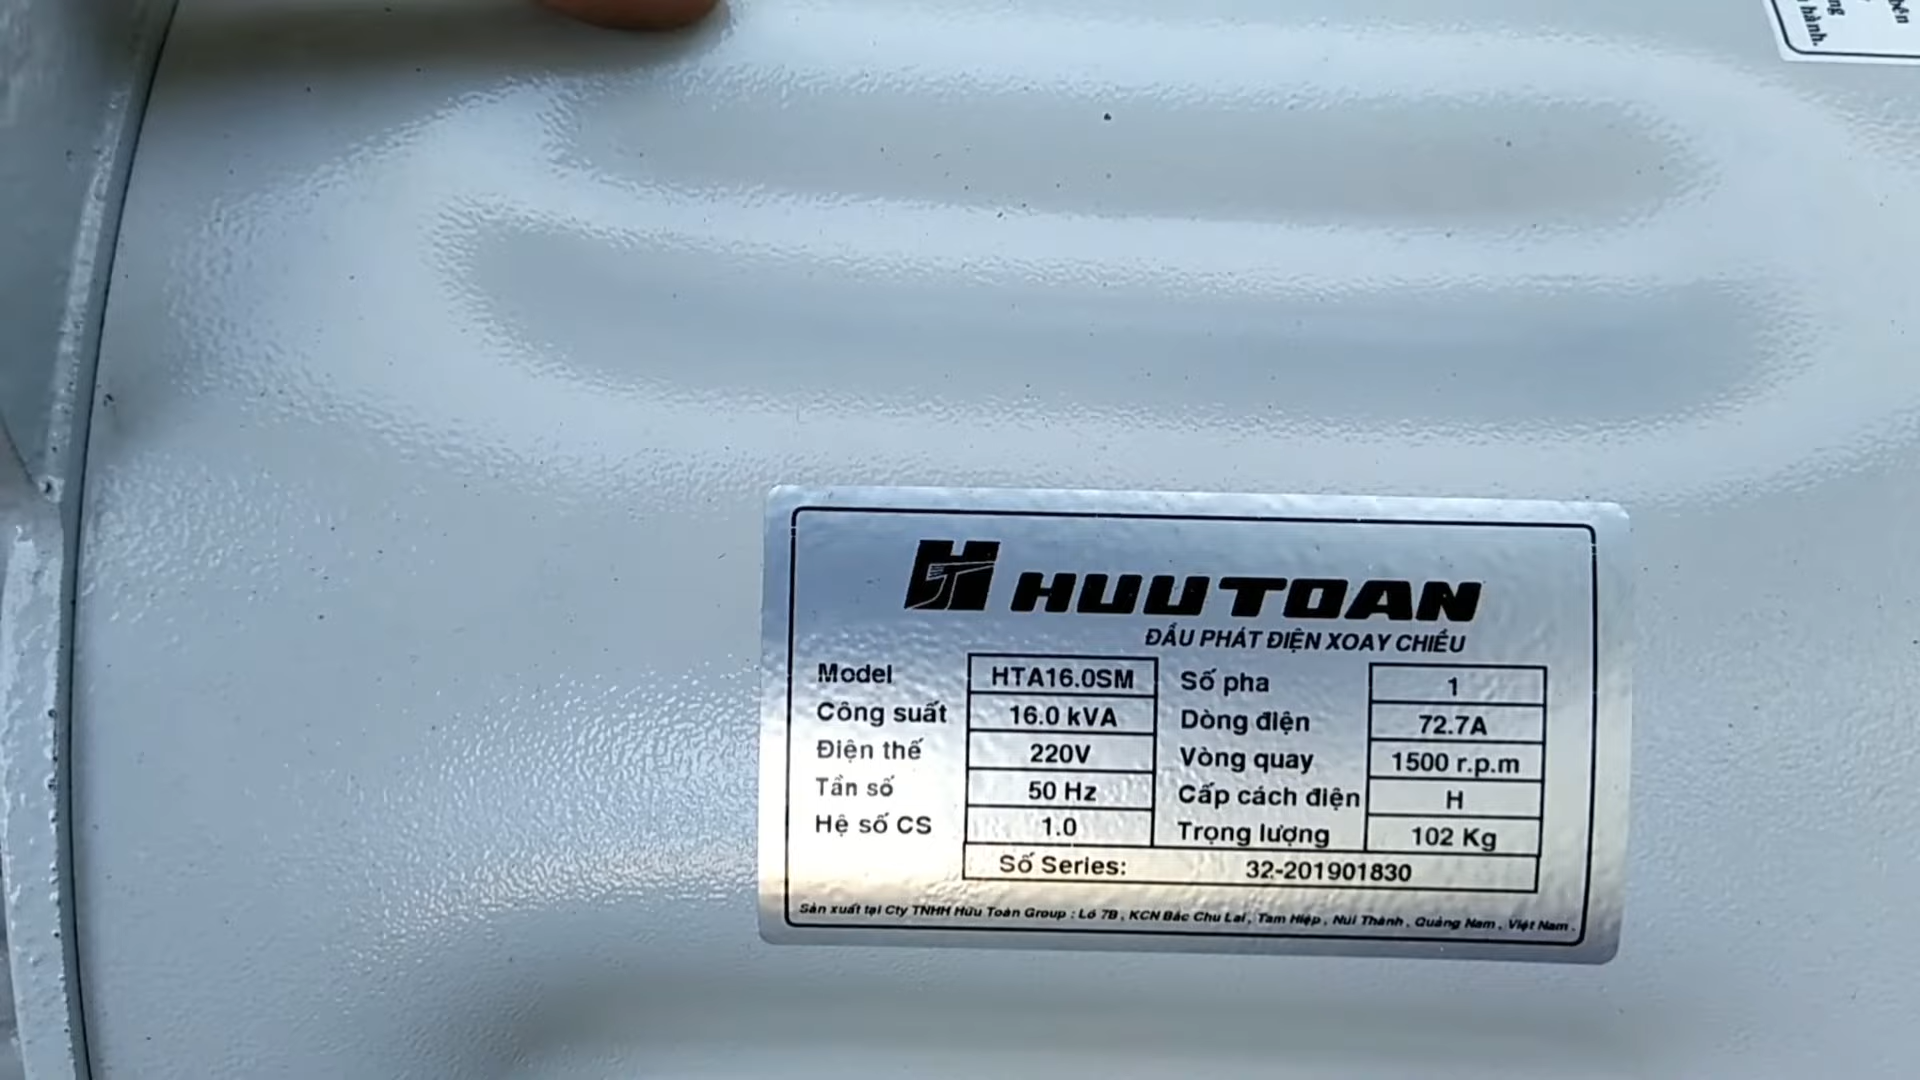 bên
ng
hành.
HUUTOAN
ĐẦU PHÁT ĐIỆN XOAY CHIỀU
Model HTA16.0SM Số pha 1
Công suất 16.0 kVA Dòng điện 72.7A
Điện thế 220V Vòng quay 1500 r.p.m
Tần số 50 Hz Cấp cách điện H
Hệ số CS 1.0 Trọng lượng 102 Kg
Số Series: 32-201901830
Sản xuất tại Cty TNHH Hữu Toàn Group : Lô 7B , KCN Bắc Chu Lai , Tam Hiệp , Núi Thành , Quảng Nam , Việt Nam .